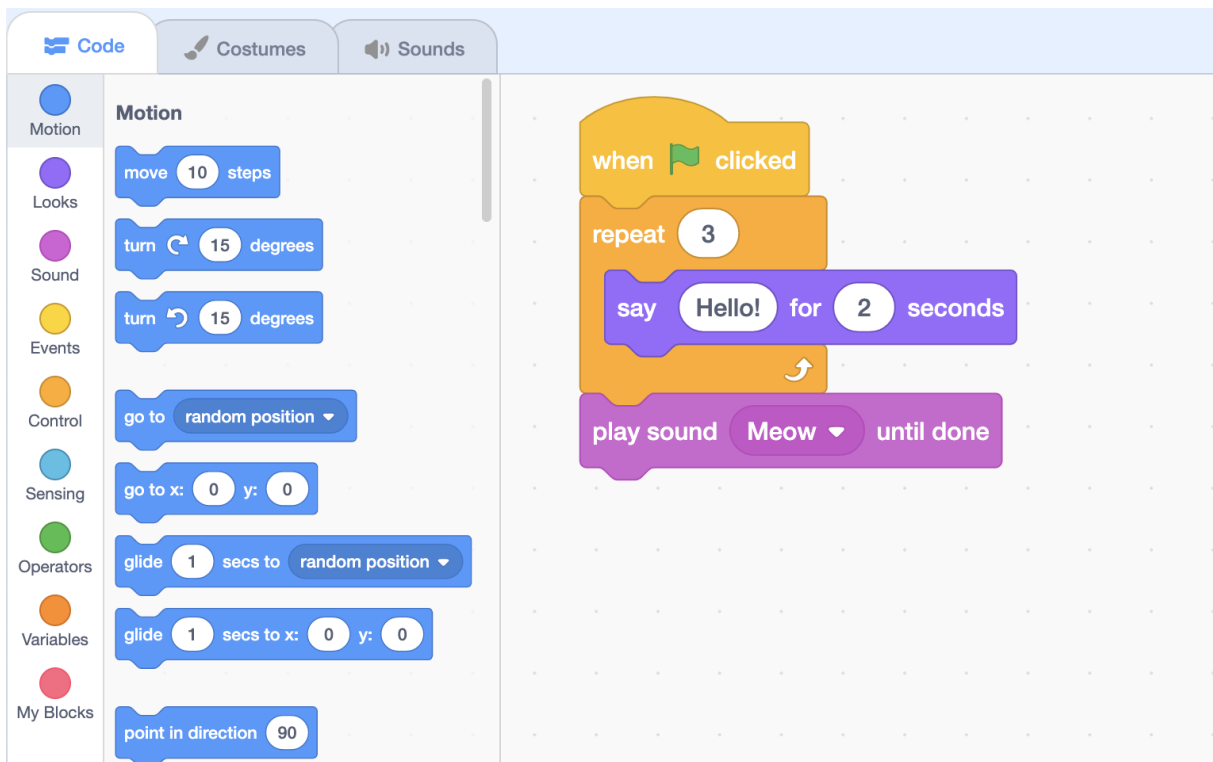 Code
Costumes
Sounds
Motion
Looks
Sound
Events
Control
Sensing
Operators
Variables
My Blocks
Motion
move 10 steps
turn 15 degrees
turn 15 degrees
go to random position
go to x: 0 y: 0
glide 1 secs to random position
glide 1 secs to x: 0 y: 0
point in direction 90
when clicked
repeat 3
say Hello! for 2 seconds
play sound Meow until done